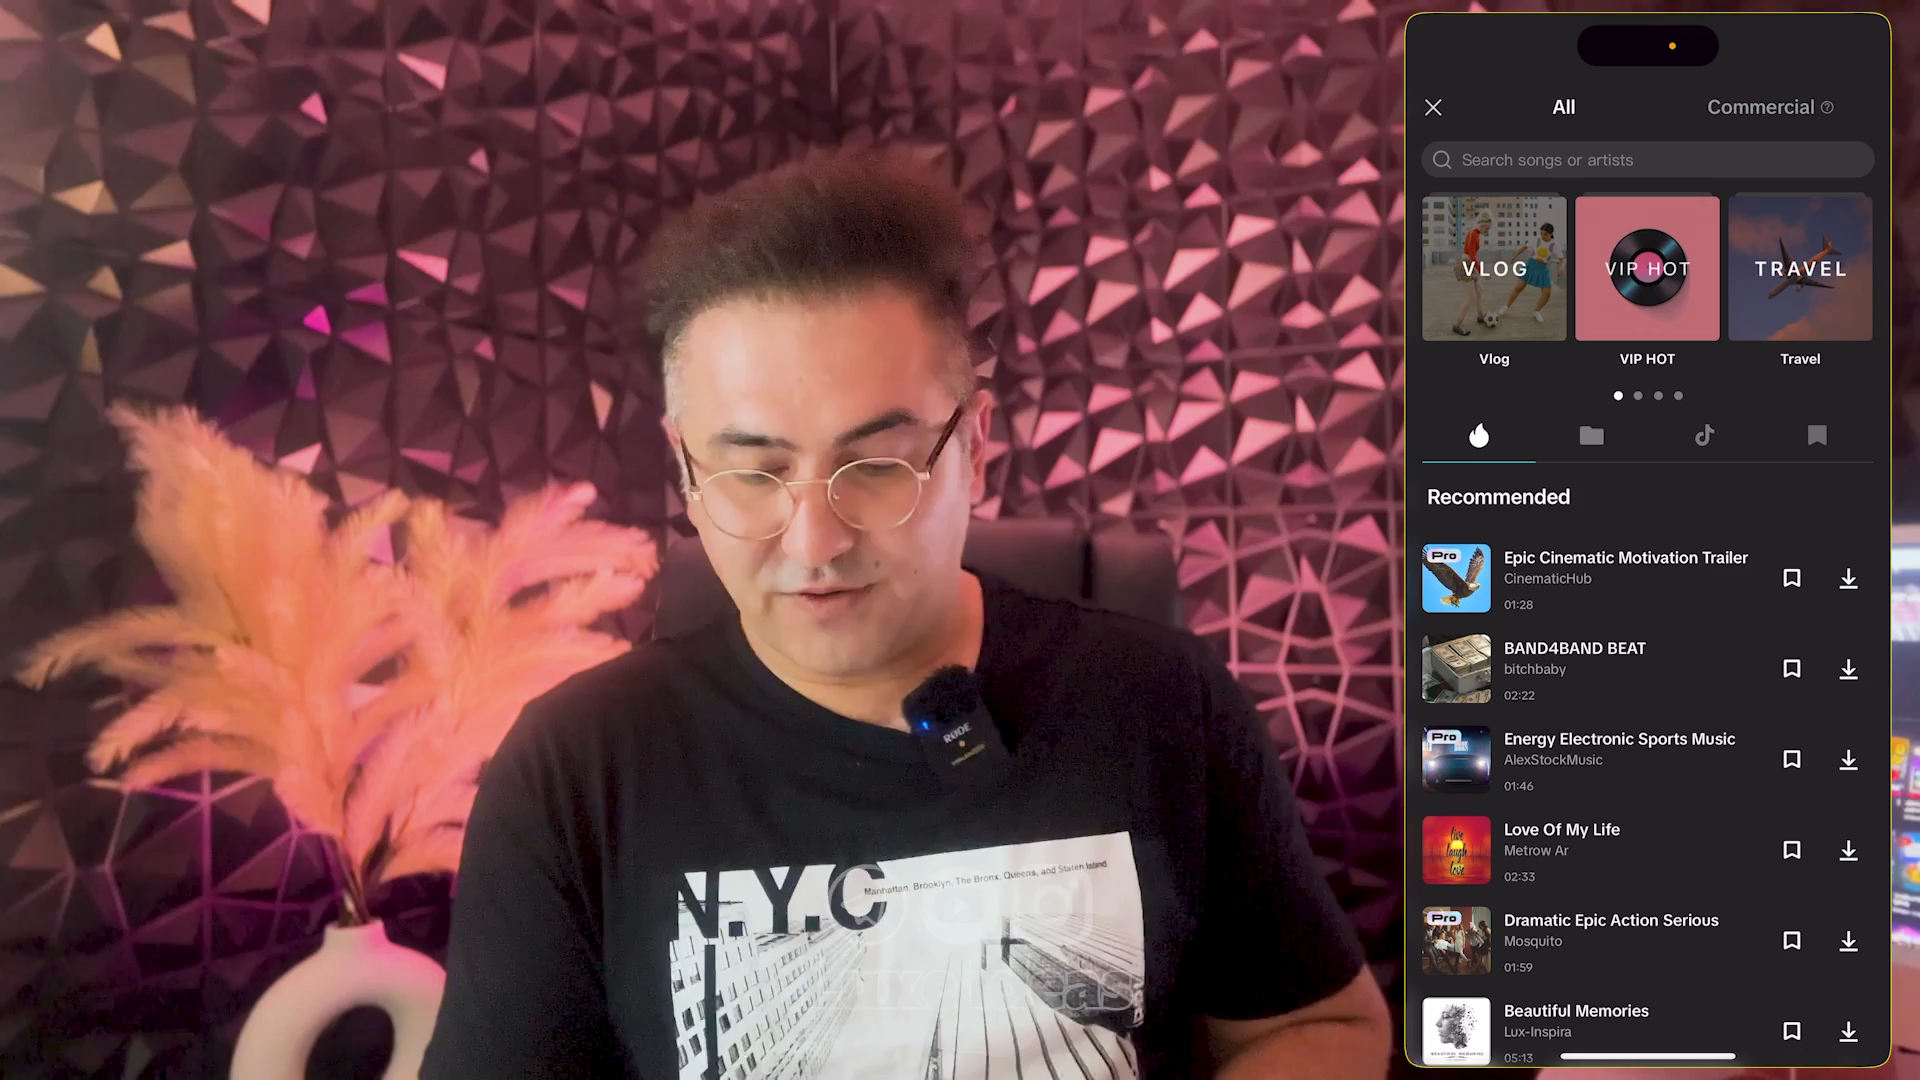 All
Commercial
Search songs or artists
VLOG
VIP HOT
TRAVEL
Vlog
VIP HOT
Travel
Recommended
Pro
Epic Cinematic Motivation Trailer
CinematicHub
01:28
BAND4BAND BEAT
bitchbaby
02:22
Pro
Energy Electronic Sports Music
AlexStockMusic
01:46
live
laugh
love
Love Of My Life
Metrow Ar
02:33
Pro
Dramatic Epic Action Serious
Mosquito
01:59
Beautiful Memories
Lux-Inspira
05:13
RØDE
N.Y.C
Manhattan, Brooklyn, The Bronx, Queens, and Staten Island